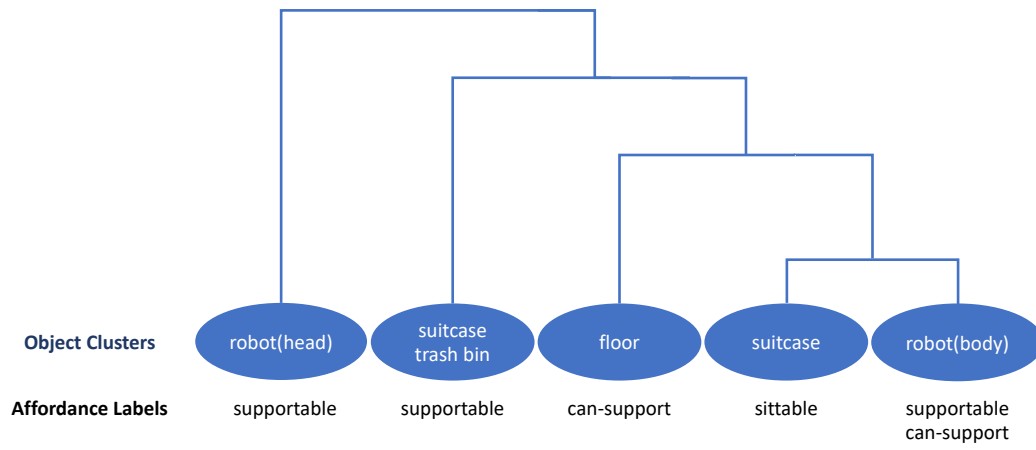 Object Clusters
robot(head)
suitcase
trash bin
floor
suitcase
robot(body)
Affordance Labels
supportable
supportable
can-support
sittable
supportable
can-support